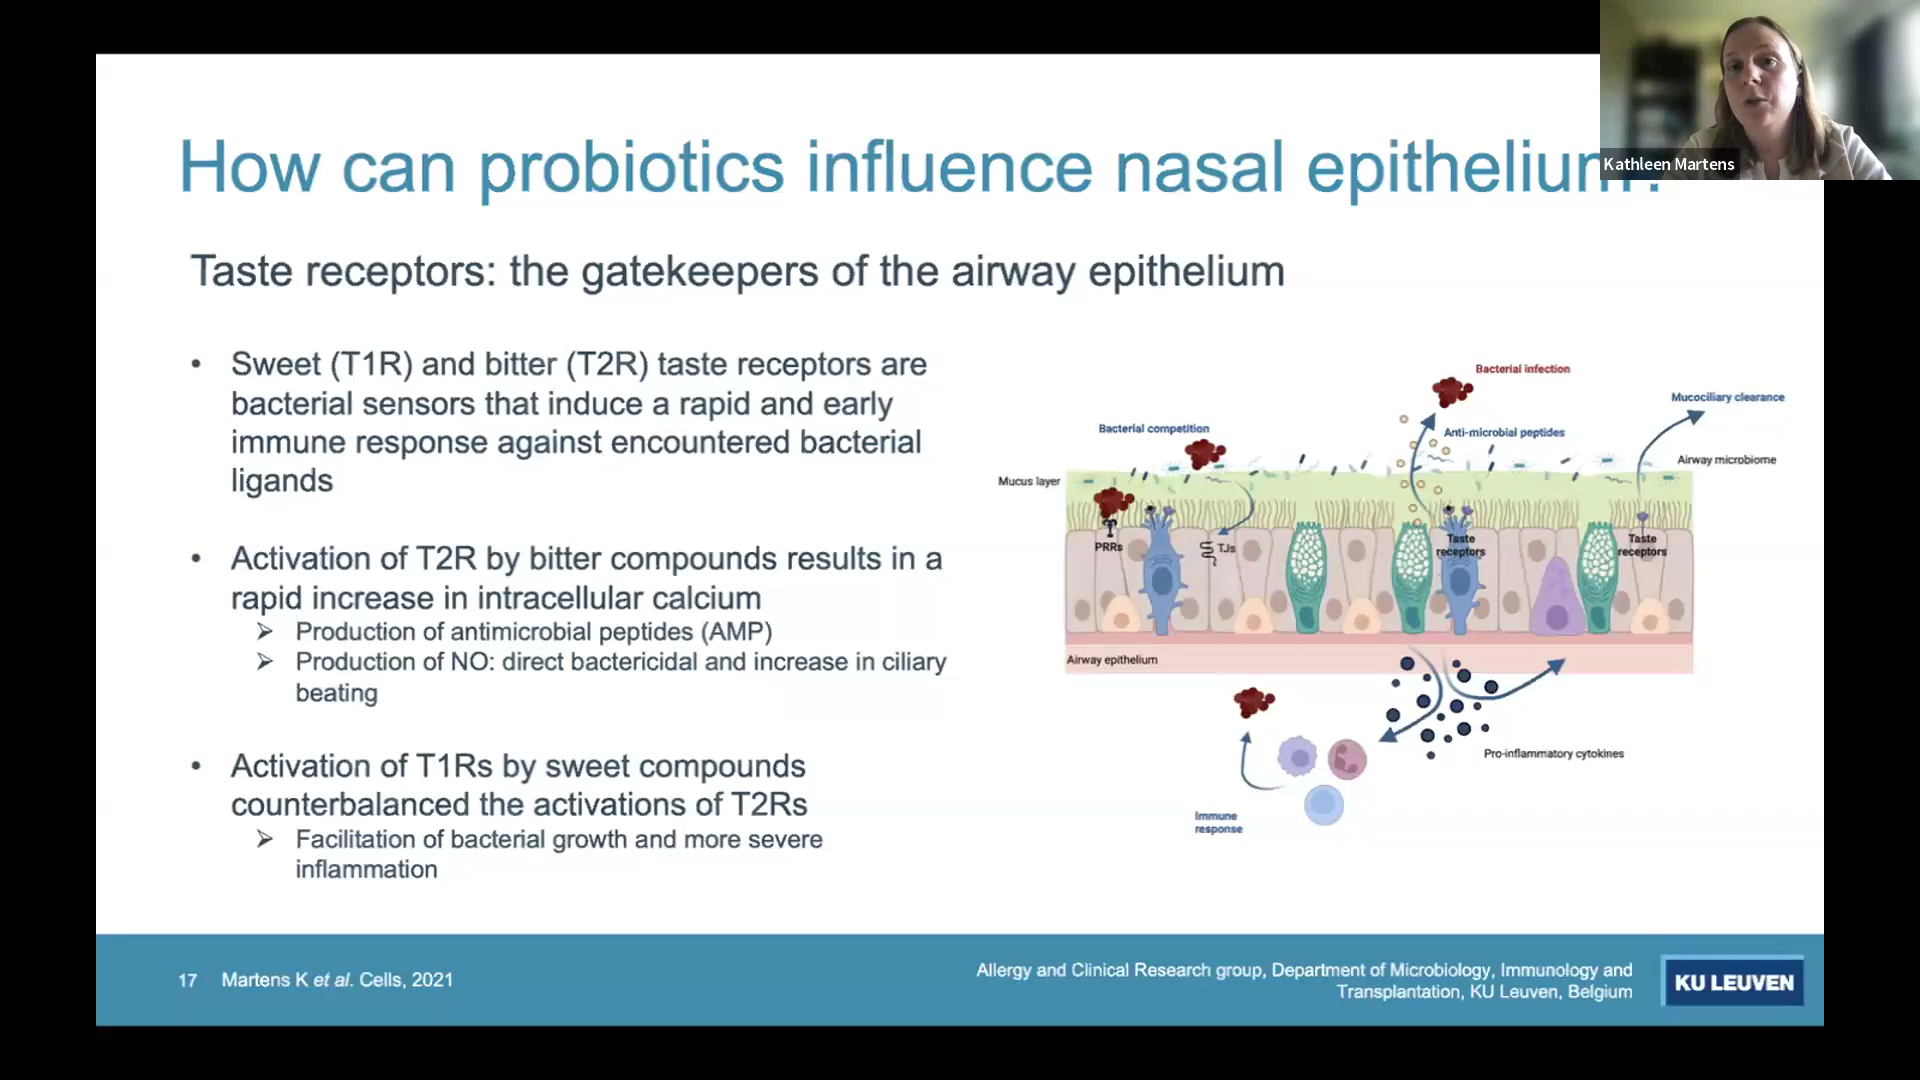 How can probiotics influence nasal epithelium?
Kathleen Martens
Taste receptors: the gatekeepers of the airway epithelium
• Sweet (T1R) and bitter (T2R) taste receptors are
bacterial sensors that induce a rapid and early
immune response against encountered bacterial
ligands
• Activation of T2R by bitter compounds results in a
rapid increase in intracellular calcium
➢ Production of antimicrobial peptides (AMP)
➢ Production of NO: direct bactericidal and increase in ciliary
beating
• Activation of T1Rs by sweet compounds
counterbalanced the activations of T2Rs
➢ Facilitation of bacterial growth and more severe
inflammation
Bacterial infection
Mucociliary clearance
Bacterial competition
Anti-microbial peptides
Airway microbiome
Mucus layer
PRRs
TJs
Taste
receptors
Taste
receptors
Airway epithelium
Pro-inflammatory cytokines
Immune
response
17 Martens K et al. Cells, 2021
Allergy and Clinical Research group, Department of Microbiology, Immunology and
Transplantation, KU Leuven, Belgium
KU LEUVEN